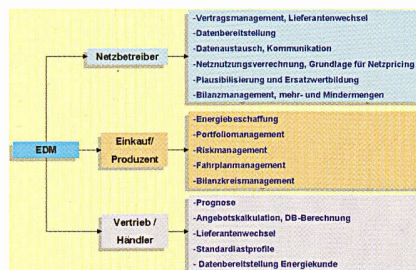 EDM
Netzbetreiber
-Vertragsmanagement, Lieferantenwechsel
-Datenbereitstellung
-Datenaustausch, Kommunikation
-Netznutzungsverrechnung, Grundlage für Netzpricing
-Plausibilisierung und Ersatzwertbildung
-Bilanzmanagement, mehr- und Mindermengen
Einkauf/
Produzent
-Energiebeschaffung
-Portfoliomanagement
-Riskmanagement
-Fahrplanmanagement
-Bilanzkreismanagement
Vertrieb /
Händler
-Prognose
-Angebotskalkulation, DB-Berechnung
-Lieferantenwechsel
-Standardlastprofile
- Datenbereitstellung Energiekunde